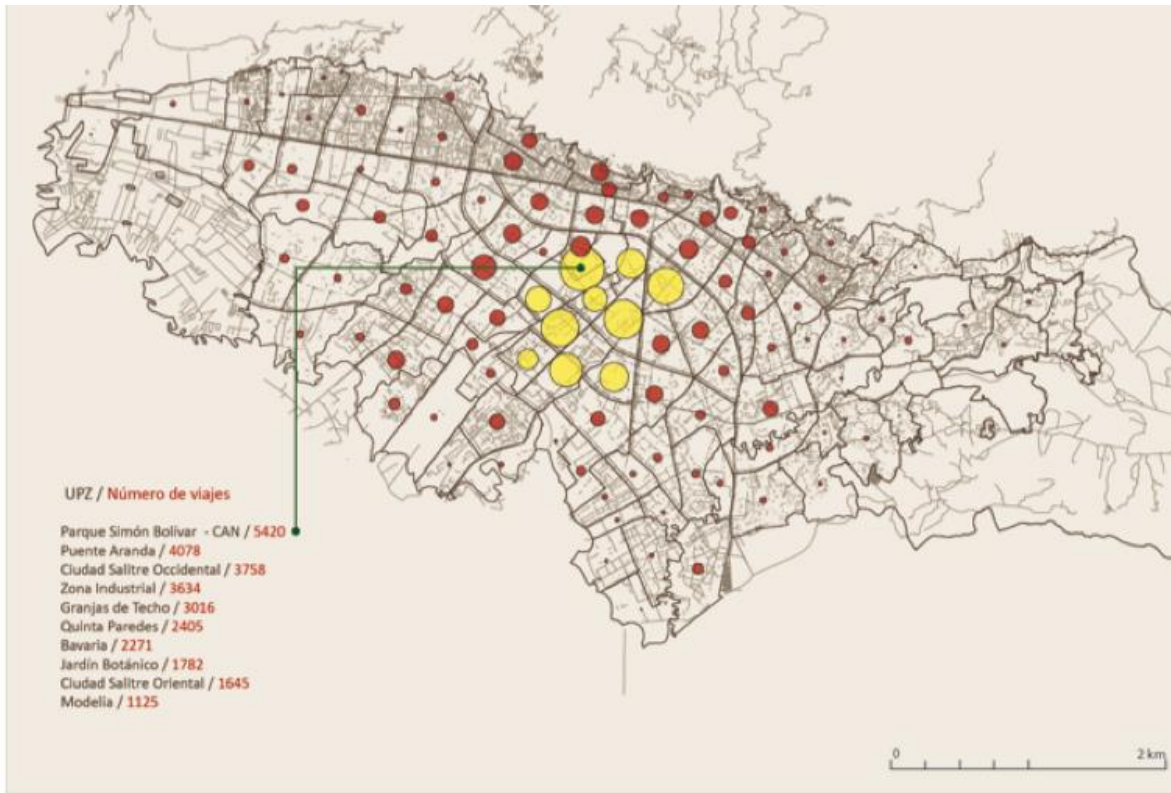 UPZ / Número de viajes
Parque Simón Bolívar - CAN / 5420
Puente Aranda / 4078
Ciudad Salitre Occidental / 3758
Zona Industrial / 3634
Granjas de Techo / 3016
Quinta Paredes / 2405
Bavaria / 2271
Jardín Botánico / 1782
Ciudad Salitre Oriental / 1645
Modelia / 1125
0 2 km